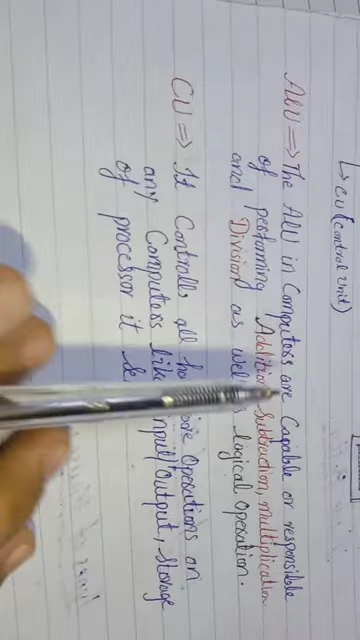 ↳ CU (Control Unit)
ALU ⇒ The ALU in Computers are Capable or responsible
of performing Addition, Subtraction, multiplication
and Division as well logical operation.
CU ⇒ It Controlls all Operations on
any Computers like input/output, storage
of processor it